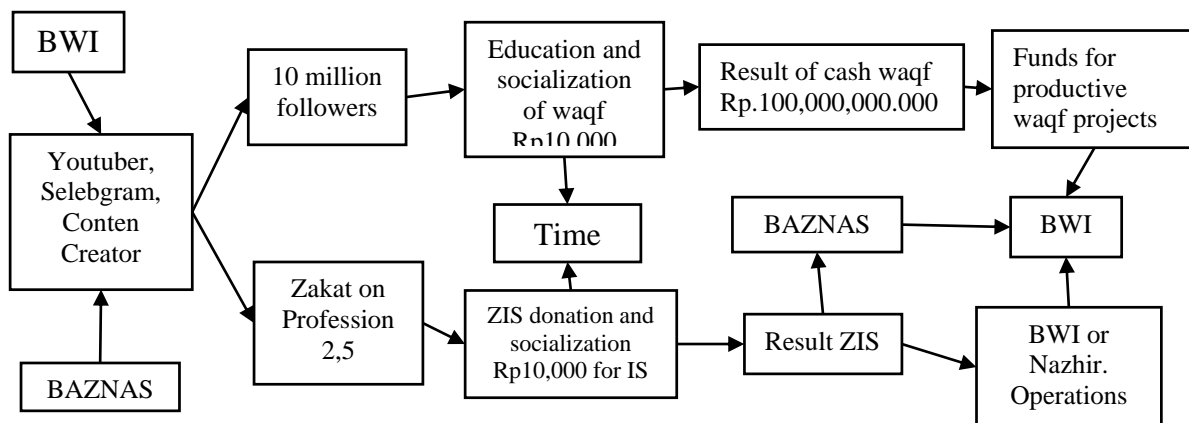 BWI
Youtuber,
Selebgram,
Conten
Creator
BAZNAS
10 million
followers
Education and
socialization
of waqf
Rp10,000
Result of cash waqf
Rp.100,000,000.000
Funds for
productive
waqf projects
Time
BAZNAS
BWI
Zakat on
Profession
2,5
ZIS donation and
socialization
Rp10,000 for IS
Result ZIS
BWI or
Nazhir.
Operations